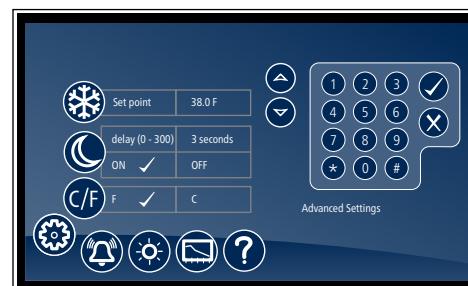 Set point 38.0 F
delay (0 - 300) 3 seconds
ON OFF
C/F F C
1 2 3
4 5 6
7 8 9
* 0 #
Advanced Settings
?